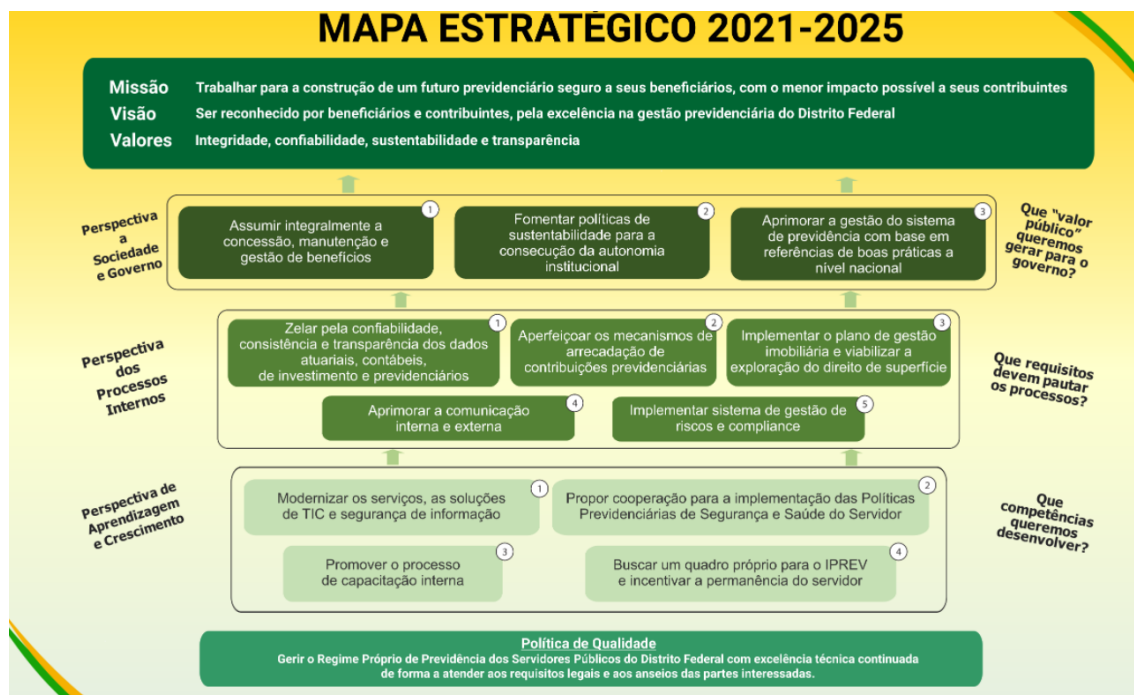 MAPA ESTRATÉGICO 2021-2025
Missão Trabalhar para a construção de um futuro previdenciário seguro a seus beneficiários, com o menor impacto possível a seus contribuintes
Visão Ser reconhecido por beneficiários e contribuintes, pela excelência na gestão previdenciária do Distrito Federal
Valores Integridade, confiabilidade, sustentabilidade e transparência
Perspectiva
a
Sociedade
e Governo
1
Assumir integralmente a
concessão, manutenção e
gestão de benefícios
2
Fomentar políticas de
sustentabilidade para a
consecução da autonomia
institucional
3
Aprimorar a gestão do sistema
de previdência com base em
referências de boas práticas a
nível nacional
Que "valor
público"
queremos
gerar para o
governo?
Perspectiva
dos
Processos
Internos
1
Zelar pela confiabilidade,
consistência e transparência dos dados
atuariais, contábeis,
de investimento e previdenciários
2
Aperfeiçoar os mecanismos de
arrecadação de
contribuições previdenciárias
3
Implementar o plano de gestão
imobiliária e viabilizar a
exploração do direito de superfície
4
Aprimorar a comunicação
interna e externa
5
Implementar sistema de gestão de
riscos e compliance
Que requisitos
devem pautar
os processos?
Perspectiva de
Aprendizagem
e Crescimento
1
Modernizar os serviços, as soluções
de TIC e segurança de informação
2
Propor cooperação para a implementação das Políticas
Previdenciárias de Segurança e Saúde do Servidor
3
Promover o processo
de capacitação interna
4
Buscar um quadro próprio para o IPREV
e incentivar a permanência do servidor
Que
competências
queremos
desenvolver?
Política de Qualidade
Gerir o Regime Próprio de Previdência dos Servidores Públicos do Distrito Federal com excelência técnica continuada
de forma a atender aos requisitos legais e aos anseios das partes interessadas.